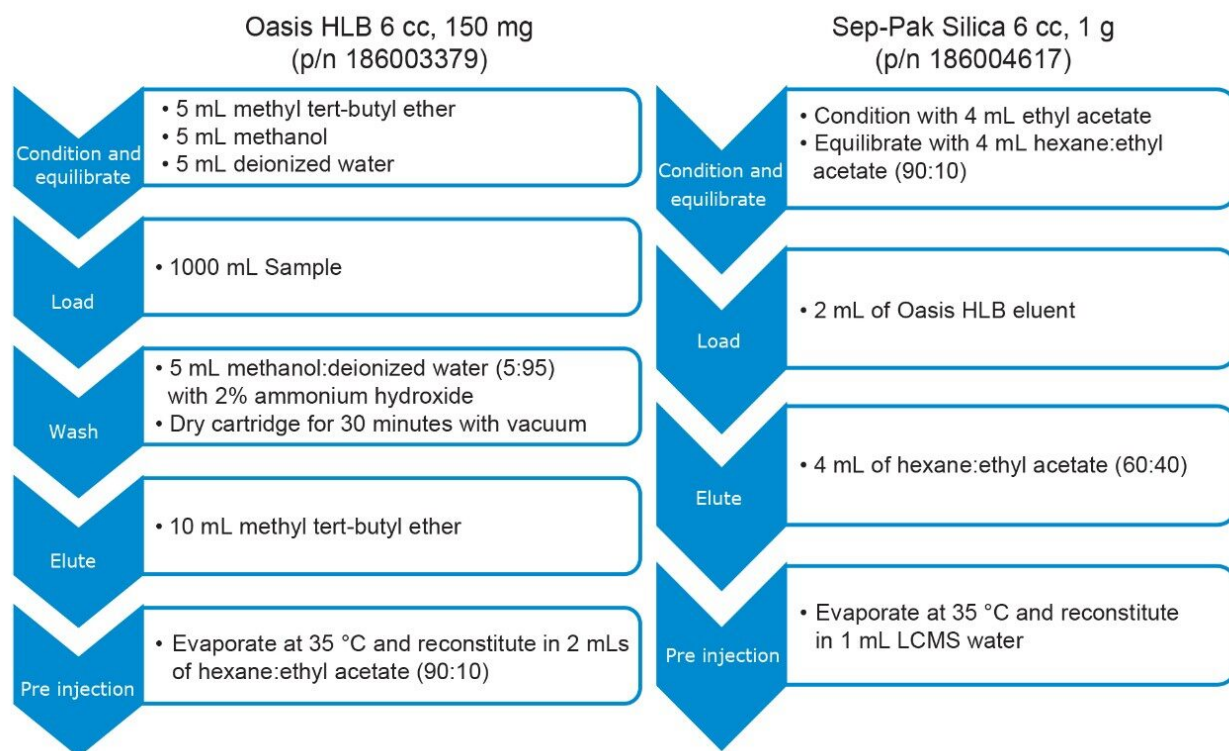 Oasis HLB 6 cc, 150 mg
(p/n 186003379)
Condition and
equilibrate
• 5 mL methyl tert-butyl ether
• 5 mL methanol
• 5 mL deionized water
Load
• 1000 mL Sample
Wash
• 5 mL methanol:deionized water (5:95)
with 2% ammonium hydroxide
• Dry cartridge for 30 minutes with vacuum
Elute
• 10 mL methyl tert-butyl ether
Pre injection
• Evaporate at 35 °C and reconstitute in 2 mLs
of hexane:ethyl acetate (90:10)
Sep-Pak Silica 6 cc, 1 g
(p/n 186004617)
Condition and
equilibrate
• Condition with 4 mL ethyl acetate
• Equilibrate with 4 mL hexane:ethyl
acetate (90:10)
Load
• 2 mL of Oasis HLB eluent
Elute
• 4 mL of hexane:ethyl acetate (60:40)
Pre injection
• Evaporate at 35 °C and reconstitute
in 1 mL LCMS water